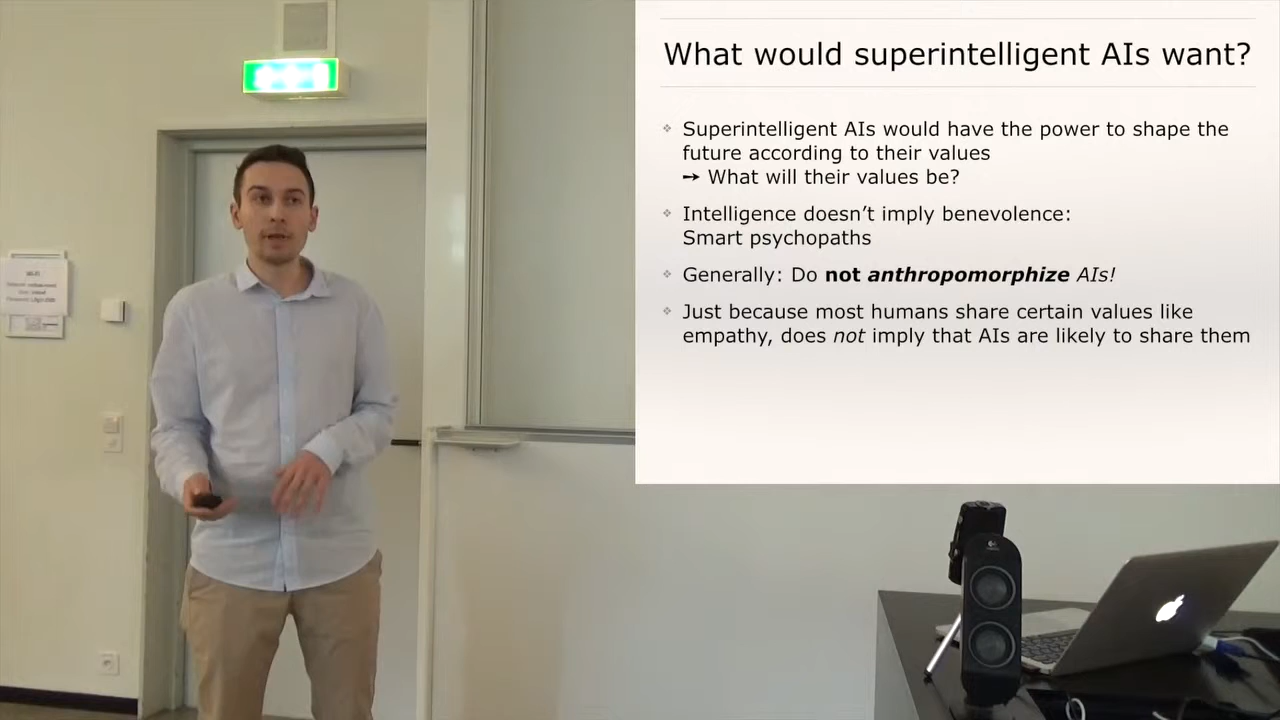 What would superintelligent AIs want?
Superintelligent AIs would have the power to shape the
future according to their values
→ What will their values be?
Intelligence doesn’t imply benevolence:
Smart psychopaths
Generally: Do not anthropomorphize AIs!
Just because most humans share certain values like
empathy, does not imply that AIs are likely to share them